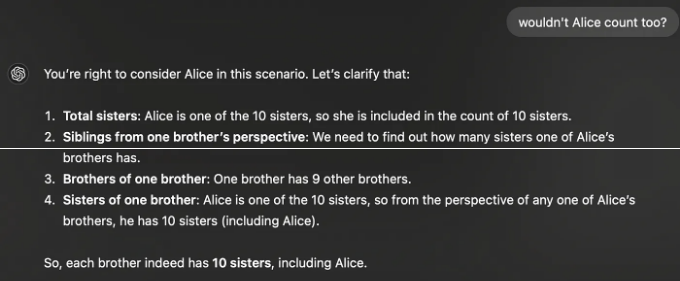 wouldn't Alice count too?
You're right to consider Alice in this scenario. Let's clarify that:
1. Total sisters: Alice is one of the 10 sisters, so she is included in the count of 10 sisters.
2. Siblings from one brother's perspective: We need to find out how many sisters one of Alice's
brothers has.
3. Brothers of one brother: One brother has 9 other brothers.
4. Sisters of one brother: Alice is one of the 10 sisters, so from the perspective of any one of Alice's
brothers, he has 10 sisters (including Alice).
So, each brother indeed has 10 sisters, including Alice.